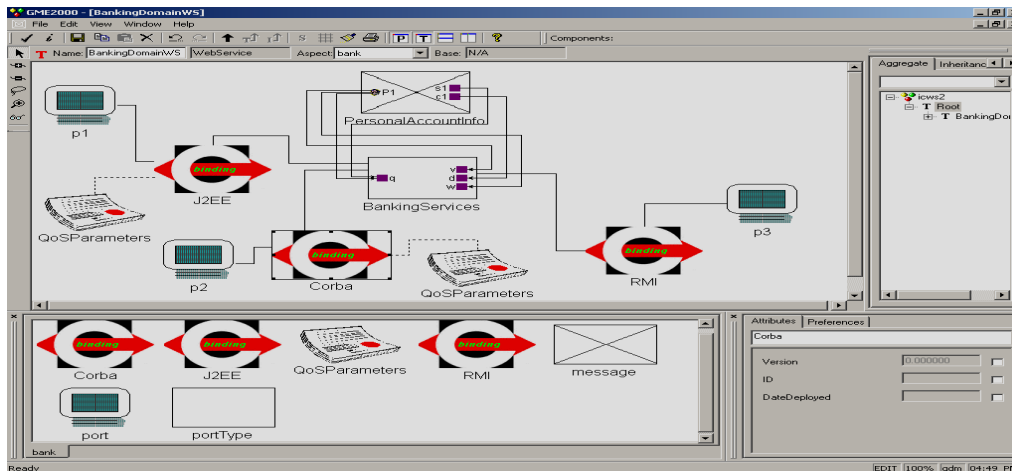 GME2000 - [BankingDomainWS]
File Edit View Window Help
Components:
Name: BankingDomainWS WebService Aspect: bank Base: N/A
Aggregate Inheritanc
icws2
Root
BankingDo
P1 s1
c1
PersonalAccountInfo
p1
binding
J2EE
q v
d
w
BankingServices
QoSParameters
p2
binding
Corba
QoSParameters
binding
RMI
p3
binding
Corba
binding
J2EE
QoSParameters
binding
RMI
message
port
portType
bank
Attributes Preferences
Corba
Version 0.000000
ID
DateDeployed
Ready
EDIT 100% gdm 04:49 PM